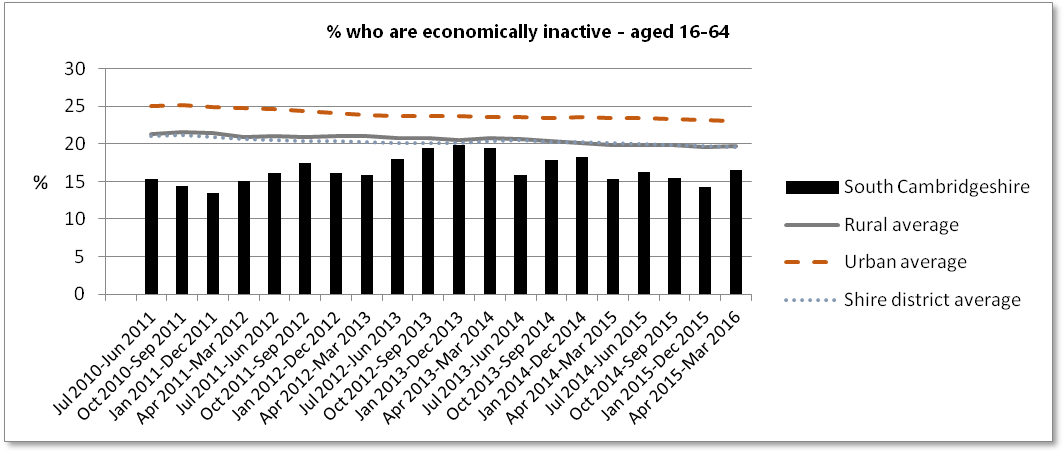 % who are economically inactive - aged 16-64
30
25
20
15
10
5
0
%
Jul 2010-Jun 2011
Oct 2010-Sep 2011
Jan 2011-Dec 2011
Apr 2011-Mar 2012
Jul 2011-Jun 2012
Oct 2011-Sep 2012
Jan 2012-Dec 2012
Apr 2012-Mar 2013
Jul 2012-Jun 2013
Oct 2012-Sep 2013
Jan 2013-Dec 2013
Apr 2013-Mar 2014
Jul 2013-Jun 2014
Oct 2013-Sep 2014
Jan 2014-Dec 2014
Apr 2014-Mar 2015
Jul 2014-Jun 2015
Oct 2014-Sep 2015
Jan 2015-Dec 2015
Apr 2015-Mar 2016
South Cambridgeshire
Rural average
Urban average
Shire district average